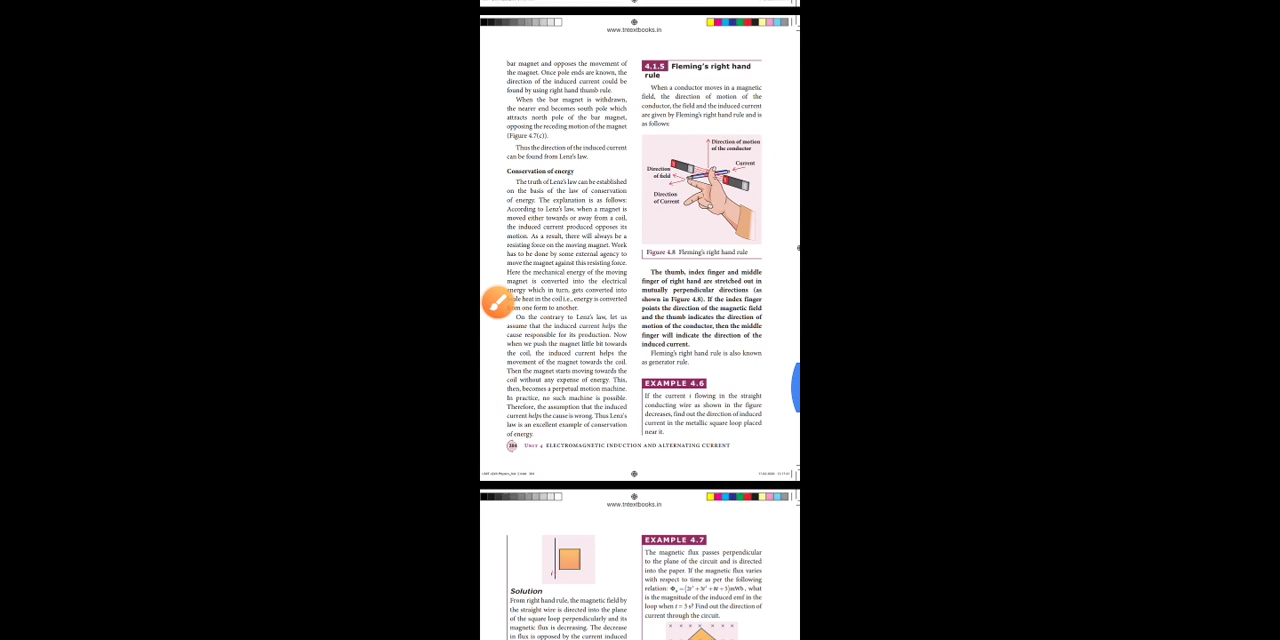 www.tntextbooks.in
bar magnet and opposes the movement of
the magnet. Once pole ends are known, the
direction of the induced current could be
found by using right hand thumb rule.
When the bar magnet is withdrawn,
the nearer end becomes south pole which
attracts north pole of the bar magnet,
opposing the receding motion of the magnet
(Figure 4.7(c)).
Thus the direction of the induced current
can be found from Lenz's law.
Conservation of energy
The truth of Lenz's law can be established
on the basis of the law of conservation
of energy. The explanation is as follows:
According to Lenz's law, when a magnet is
moved either towards or away from a coil,
the induced current produced opposes its
motion. As a result, there will always be a
resisting force on the moving magnet. Work
has to be done by some external agency to
move the magnet against this resisting force.
Here the mechanical energy of the moving
magnet is converted into the electrical
energy which in turn, gets converted into
heat in the coil i.e., energy is converted
from one form to another.
On the contrary to Lenz's law, let us
assume that the induced current helps the
cause responsible for its production. Now
when we push the magnet little bit towards
the coil, the induced current helps the
movement of the magnet towards the coil.
Then the magnet starts moving towards the
coil without any expense of energy. This,
then, becomes a perpetual motion machine.
In practice, no such machine is possible.
Therefore, the assumption that the induced
current helps the cause is wrong. Thus Lenz's
law is an excellent example of conservation
of energy.
4.1.5 Fleming's right hand
rule
When a conductor moves in a magnetic
field, the direction of motion of the
conductor, the field and the induced current
are given by Fleming's right hand rule and is
as follows:
Direction of motion
of the conductor
Current
Direction
of field
Direction
of Current
Figure 4.8 Fleming's right hand rule
The thumb, index finger and middle
finger of right hand are stretched out in
mutually perpendicular directions (as
shown in Figure 4.8). If the index finger
points the direction of the magnetic field
and the thumb indicates the direction of
motion of the conductor, then the middle
finger will indicate the direction of the
induced current.
Fleming's right hand rule is also known
as generator rule.
EXAMPLE 4.6
If the current i flowing in the straight
conducting wire as shown in the figure
decreases, find out the direction of induced
current in the metallic square loop placed
near it.
UNIT 4 ELECTROMAGNETIC INDUCTION AND ALTERNATING CURRENT
www.tntextbooks.in
i
Solution
From right hand rule, the magnetic field by
the straight wire is directed into the plane
of the square loop perpendicularly and its
magnetic flux is decreasing. The decrease
in flux is opposed by the current induced
EXAMPLE 4.7
The magnetic flux passes perpendicular
to the plane of the circuit and is directed
into the paper. If the magnetic flux varies
with respect to time as per the following
relation: mWb, what
is the magnitude of the induced emf in the
loop when t = 5 s? Find out the direction of
current through the circuit.